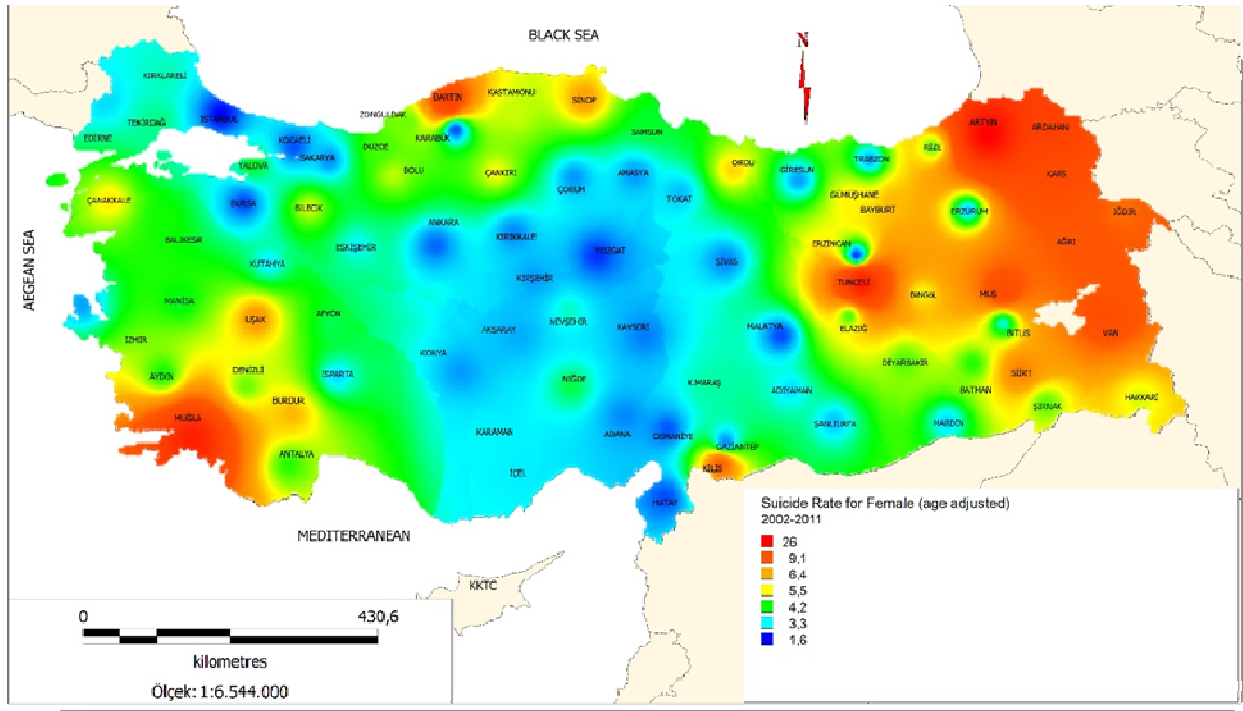 BLACK SEA
N
KIRKLARELİ
BARTIN
KASTAMONU
SİNOP
ZONGULDAK
İSTANBUL
TEKİRDAĞ
EDİRNE
KOCAELİ
SAKARYA
KARABÜK
DÜZCE
SAMSUN
ARTVİN
ARDAHAN
RİZE
YALOVA
BOLU
ÇANKIRI
ORDU
GİRESUN
TRABZON
KARS
ÇORUM
AMASYA
TOKAT
GÜMÜŞHANE
BAYBURT
ERZURUM
IĞDIR
ÇANAKKALE
BURSA
BİLECİK
ANKARA
KIRIKKALE
YOZGAT
SİVAS
ERZİNCAN
AĞRI
BALIKESİR
ESKİŞEHİR
KÜTAHYA
KIRŞEHİR
TUNCELİ
BİNGÖL
MUŞ
AEGEAN SEA
MANİSA
UŞAK
AFYON
AKSARAY
NEVŞEHİR
KAYSERİ
MALATYA
ELAZIĞ
BİTLİS
VAN
İZMİR
KONYA
AYDIN
DENİZLİ
ISPARTA
NİĞDE
K.MARAŞ
ADIYAMAN
DİYARBAKIR
BATMAN
SİİRT
ŞIRNAK
HAKKARİ
BURDUR
MUĞLA
ANTALYA
KARAMAN
ADANA
OSMANİYE
GAZİANTEP
ŞANLIURFA
MARDİN
İÇEL
KİLİS
HATAY
MEDITERRANEAN
KKTC
Suicide Rate for Female (age adjusted)
2002-2011
26
9,1
6,4
5,5
4,2
3,3
1,6
0 430,6
kilometres
Ölçek: 1:6.544.000